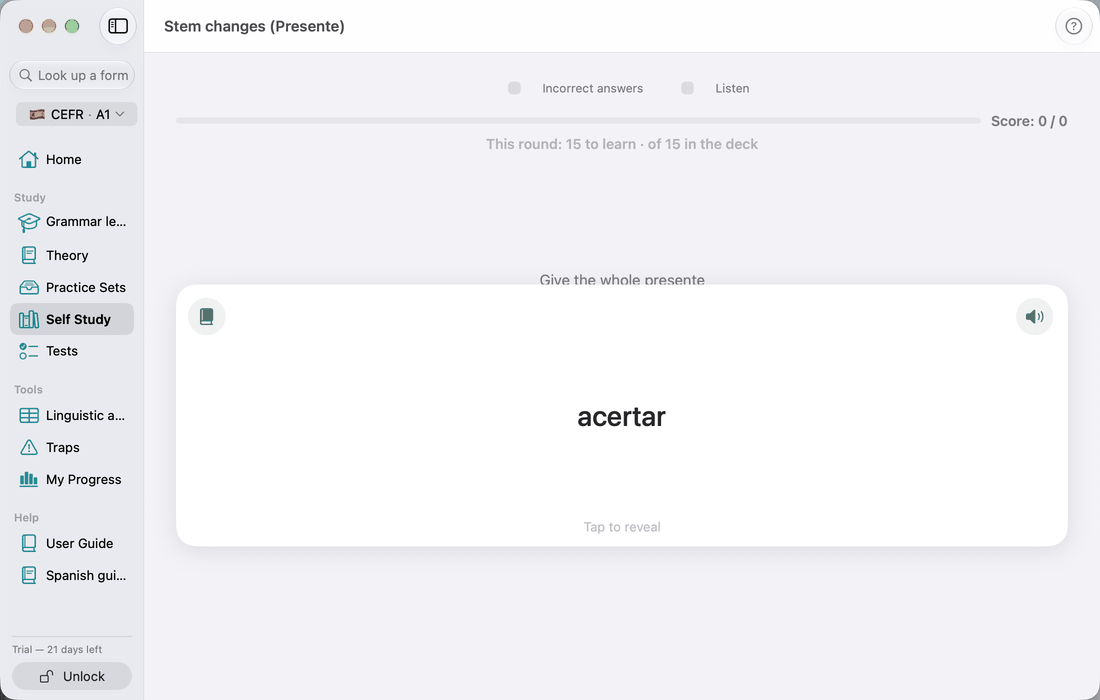 Stem changes (Presente)
?
Look up a form
CEFR · A1
Home
Study
Grammar le...
Theory
Practice Sets
Self Study
Tests
Tools
Linguistic a...
Traps
My Progress
Help
User Guide
Spanish gui...
Trial — 21 days left
Unlock
Incorrect answers
Listen
Score: 0 / 0
This round: 15 to learn · of 15 in the deck
Give the whole presente
acertar
Tap to reveal